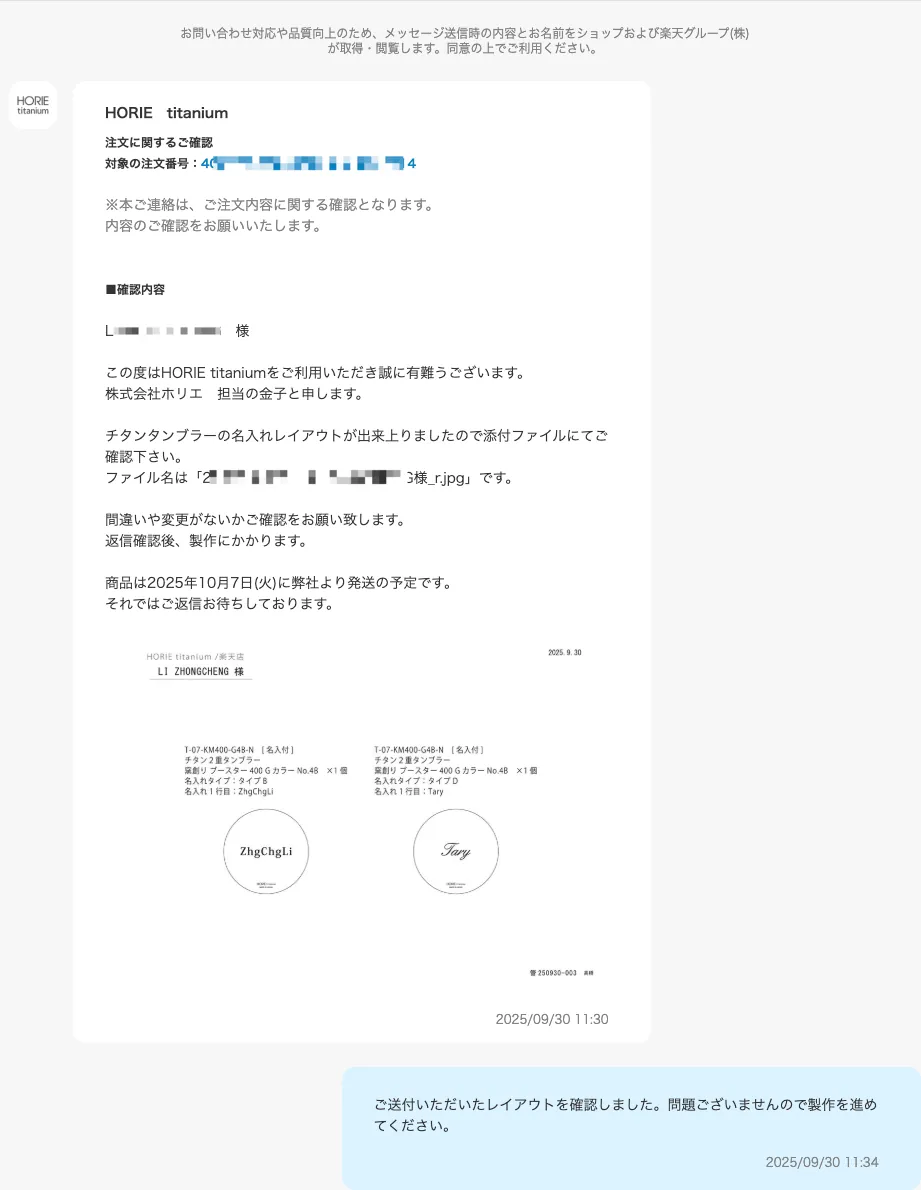 お問い合わせ対応や品質向上のため、メッセージ送信時の内容とお名前をショップおよび楽天グループ(株)
が取得・閲覧します。同意の上でご利用ください。
HORIE
titanium
HORIE titanium
注文に関するご確認
対象の注文番号：40 4
※本ご連絡は、ご注文内容に関する確認となります。
内容のご確認をお願いいたします。
■確認内容
L 様
この度はHORIE titaniumをご利用いただき誠に有難うございます。
株式会社ホリエ 担当の金子と申します。
チタンタンブラーの名入れレイアウトが出来上りましたので添付ファイルにてご
確認下さい。
ファイル名は「2 G様_r.jpg」です。
間違いや変更がないかご確認をお願い致します。
返信確認後、製作にかかります。
商品は2025年10月7日(火)に弊社より発送の予定です。
それではご返信お待ちしております。
HORIE titanium /楽天店
2025. 9. 30
LI ZHONGCHENG 様
T-07-KM400-G4B-N [ 名入付 ]
チタン２重タンブラー
窯創り ブースター 400 G カラー No.4B ×１個
名入れタイプ：タイプ B
名入れ１行目：ZhgChgLi
ZhgChgLi
T-07-KM400-G4B-N [ 名入付 ]
チタン２重タンブラー
窯創り ブースター 400 G カラー No.4B ×１個
名入れタイプ：タイプ D
名入れ１行目：Tary
Tary
管 250930-003
2025/09/30 11:30
ご送付いただいたレイアウトを確認しました。問題ございませんので製作を進め
てください。
2025/09/30 11:34